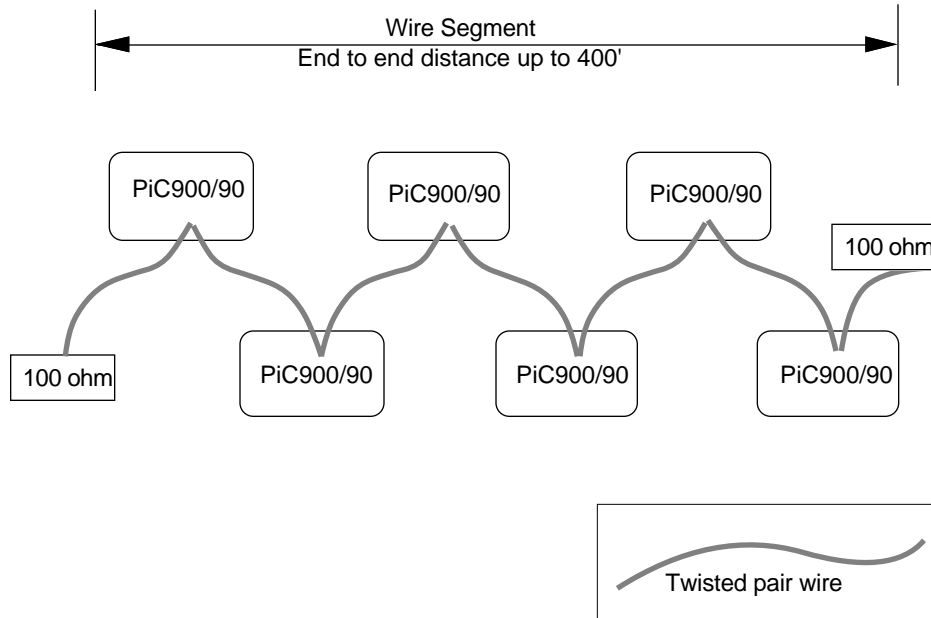 Wire Segment
End to end distance up to 400'
PiC900/90
PiC900/90
PiC900/90
100 ohm
100 ohm
PiC900/90
PiC900/90
PiC900/90
Twisted pair wire